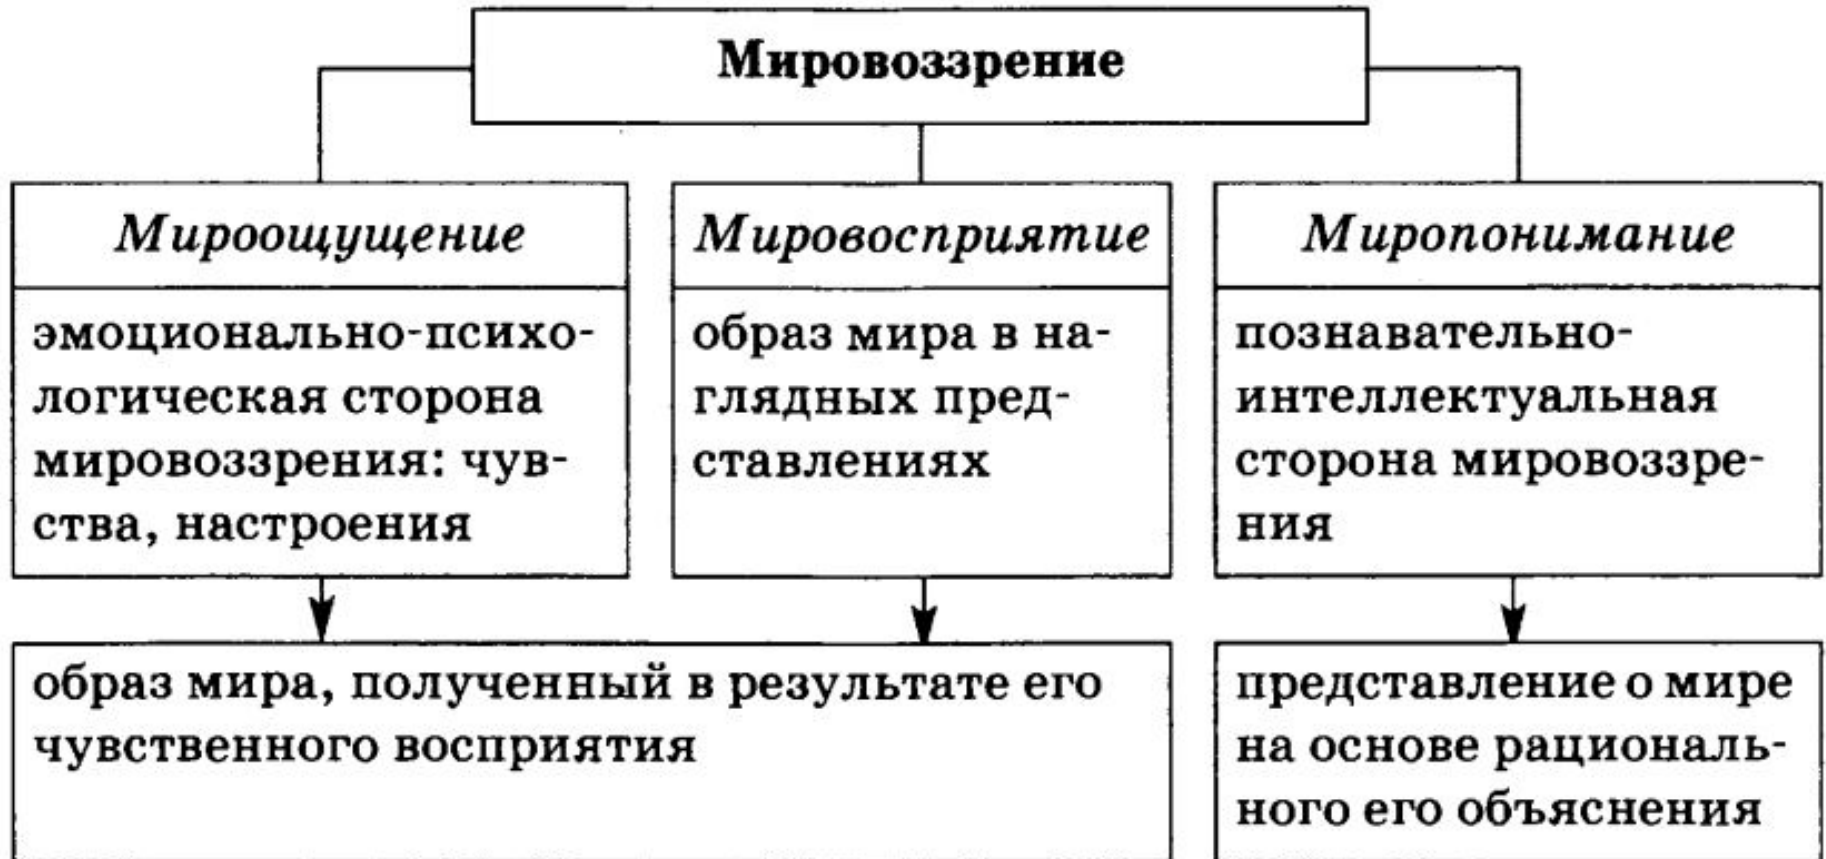 Мировоззрение
Мироощущение
эмоционально-психо-
логическая сторона
мировоззрения: чув-
ства, настроения
Мировосприятие
образ мира в на-
глядных пред-
ставлениях
Миропонимание
познавательно-
интеллектуальная
сторона мировоззре-
ния
образ мира, полученный в результате его
чувственного восприятия
представление о мире
на основе рациональ-
ного его объяснения